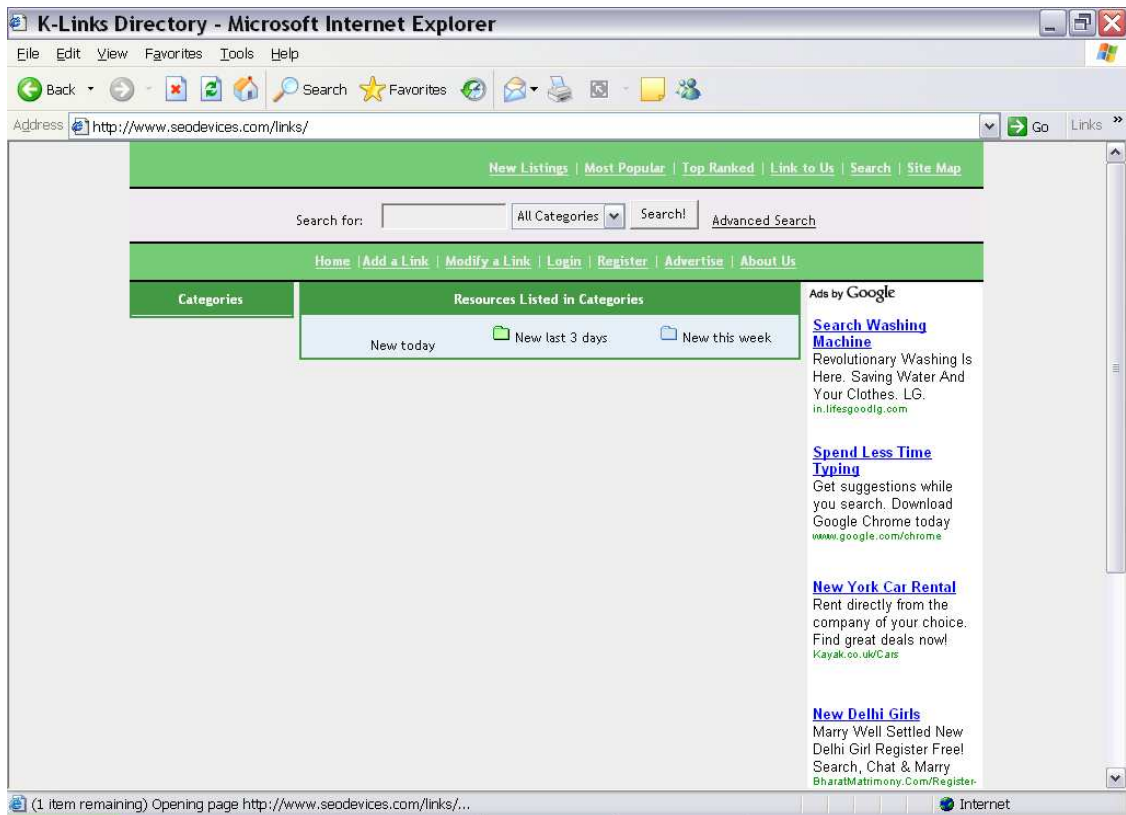 K-Links Directory - Microsoft Internet Explorer
File Edit View Favorites Tools Help
Back Search Favorites
Address http://www.seodevices.com/links/ Go Links »
New Listings | Most Popular | Top Ranked | Link to Us | Search | Site Map
Search for: All Categories Search! Advanced Search
Home |Add a Link | Modify a Link | Login | Register | Advertise | About Us
Categories
Resources Listed in Categories
New today New last 3 days New this week
Ads by Google
Search Washing
Machine
Revolutionary Washing Is
Here. Saving Water And
Your Clothes. LG.
in.lifesgoodlg.com
Spend Less Time
Typing
Get suggestions while
you search. Download
Google Chrome today
www.google.com/chrome
New York Car Rental
Rent directly from the
company of your choice.
Find great deals now!
Kayak.co.uk/Cars
New Delhi Girls
Marry Well Settled New
Delhi Girl Register Free!
Search, Chat & Marry
BharatMatrimony.Com/Register-
(1 item remaining) Opening page http://www.seodevices.com/links/... Internet